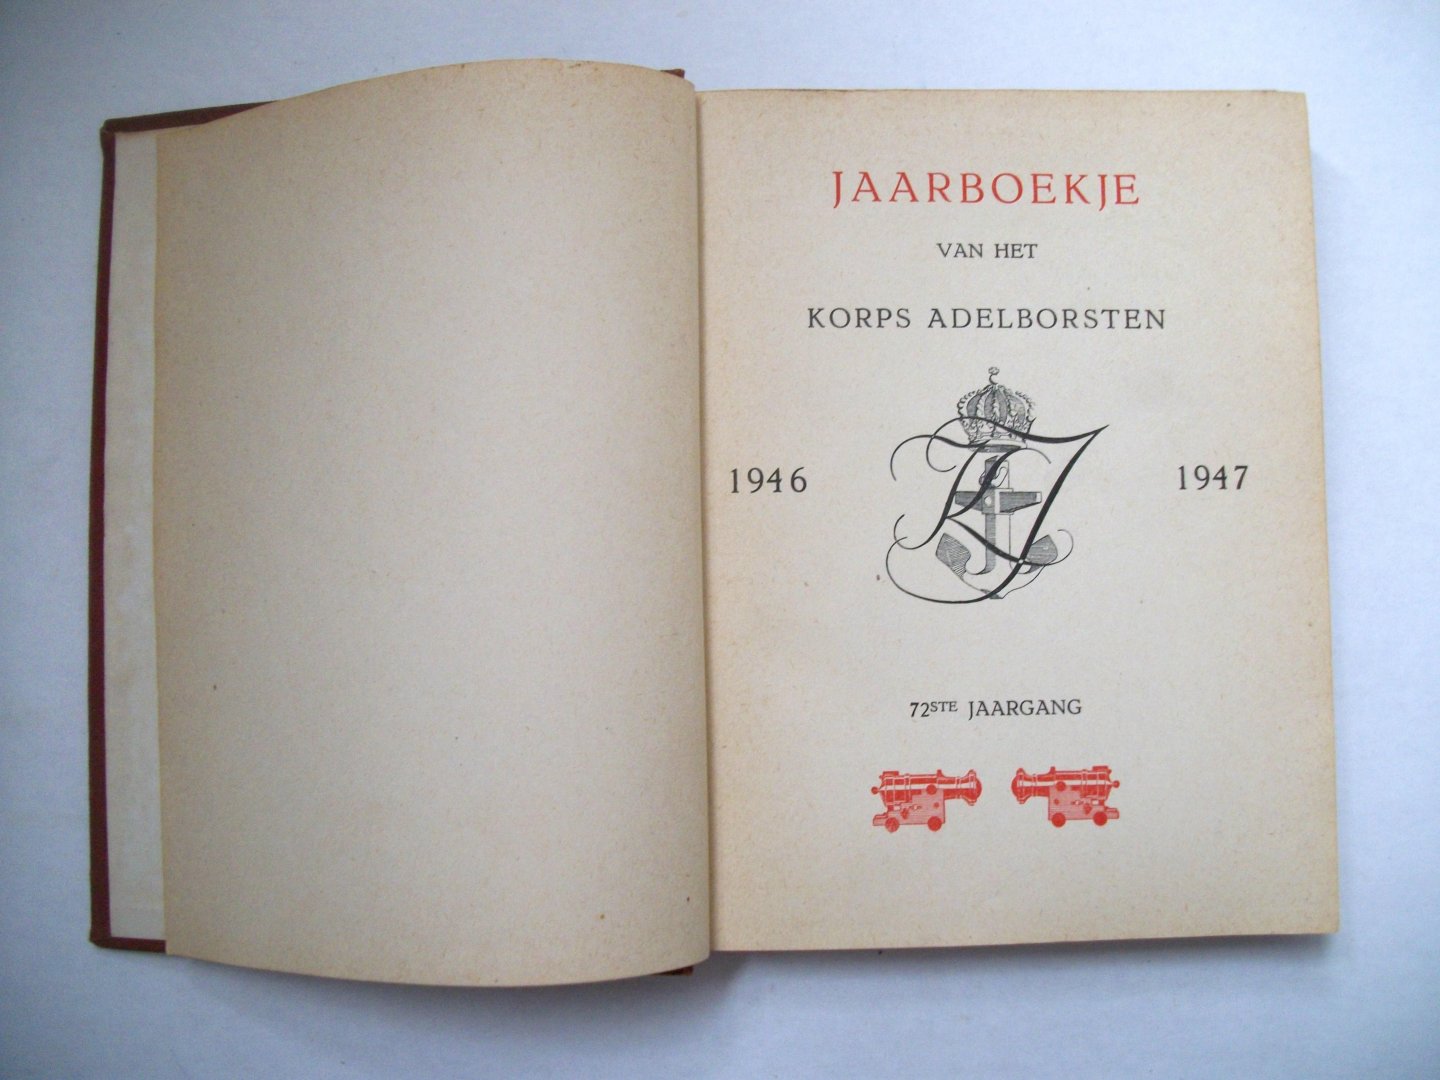 JAARBOEKJE
VAN HET
KORPS ADELBORSTEN
1946 1947
72STE JAARGANG